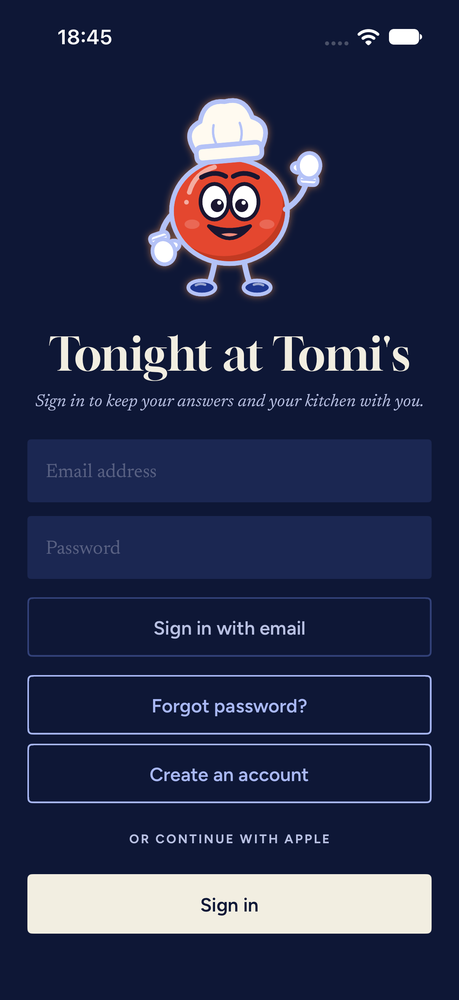 18:45
Tonight at Tomi's
Sign in to keep your answers and your kitchen with you.
Email address
Password
Sign in with email
Forgot password?
Create an account
OR CONTINUE WITH APPLE
Sign in